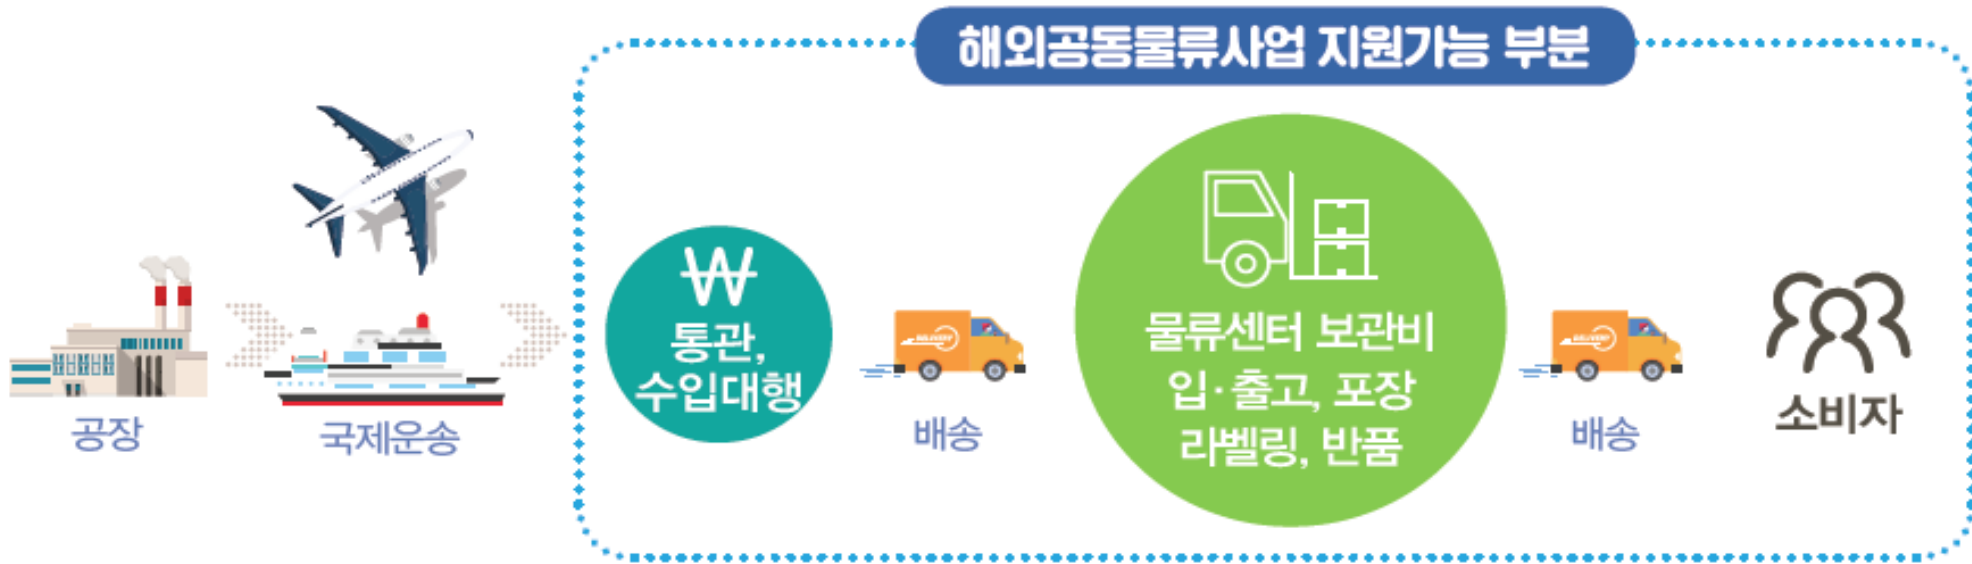 해외공동물류사업 지원가능 부분
공장
국제운송
₩
통관,
수입대행
DELIVERY
배송
물류센터 보관비
입·출고, 포장
라벨링, 반품
DELIVERY
배송
소비자